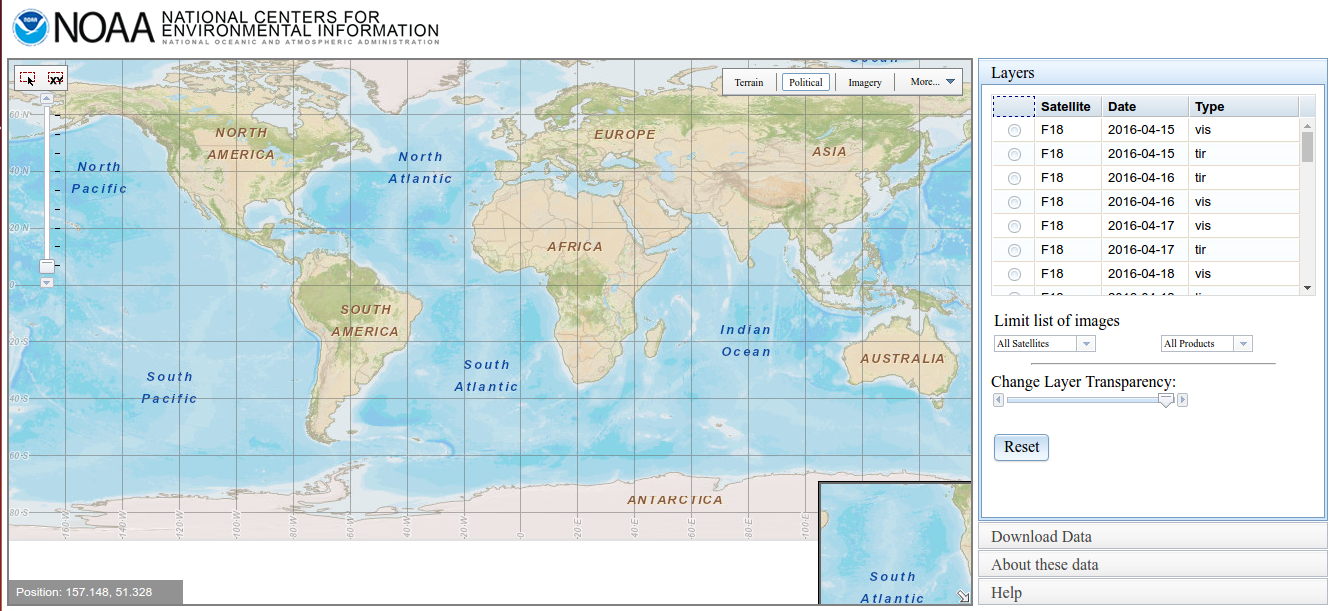 NOAA
NATIONAL CENTERS FOR
ENVIRONMENTAL INFORMATION
NATIONAL OCEANIC AND ATMOSPHERIC ADMINISTRATION
XY
Terrain
Political
Imagery
More...
60 N
40 N
20 N
0
20 S
40 S
60 S
80 S
NORTH
AMERICA
EUROPE
ASIA
North
Pacific
North
Atlantic
AFRICA
SOUTH
AMERICA
Indian
Ocean
AUSTRALIA
South
Pacific
South
Atlantic
ANTARCTICA
160 W
140 W
120 W
100 W
80 W
60 W
40 W
20 W
0
20 E
40 E
60 E
80 E
100 E
South
Atlantic
Position: 157.148, 51.328
Layers
Satellite Date Type
F18 2016-04-15 vis
F18 2016-04-15 tir
F18 2016-04-16 tir
F18 2016-04-16 vis
F18 2016-04-17 vis
F18 2016-04-17 tir
F18 2016-04-18 vis
Limit list of images
All Satellites
All Products
Change Layer Transparency:
Reset
Download Data
About these data
Help